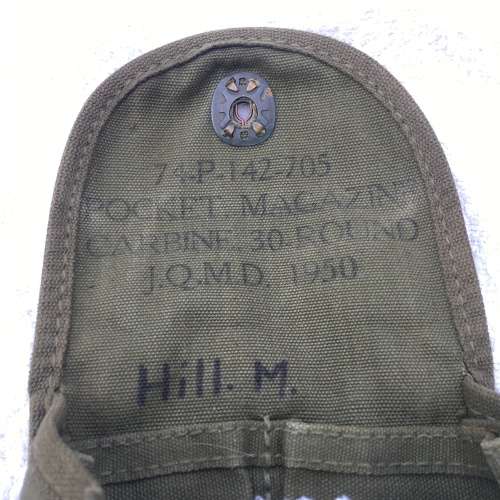 74-P-142-705
POCKET, MAGAZINE
CARBINE, 30 ROUND
J.Q.M.D. 1950
Hill. M.